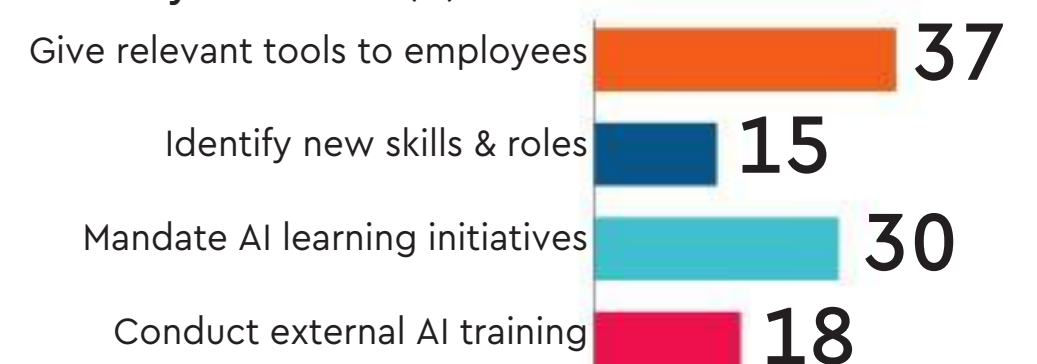 Give relevant tools to employees 37
Identify new skills & roles 15
Mandate AI learning initiatives 30
Conduct external AI training 18